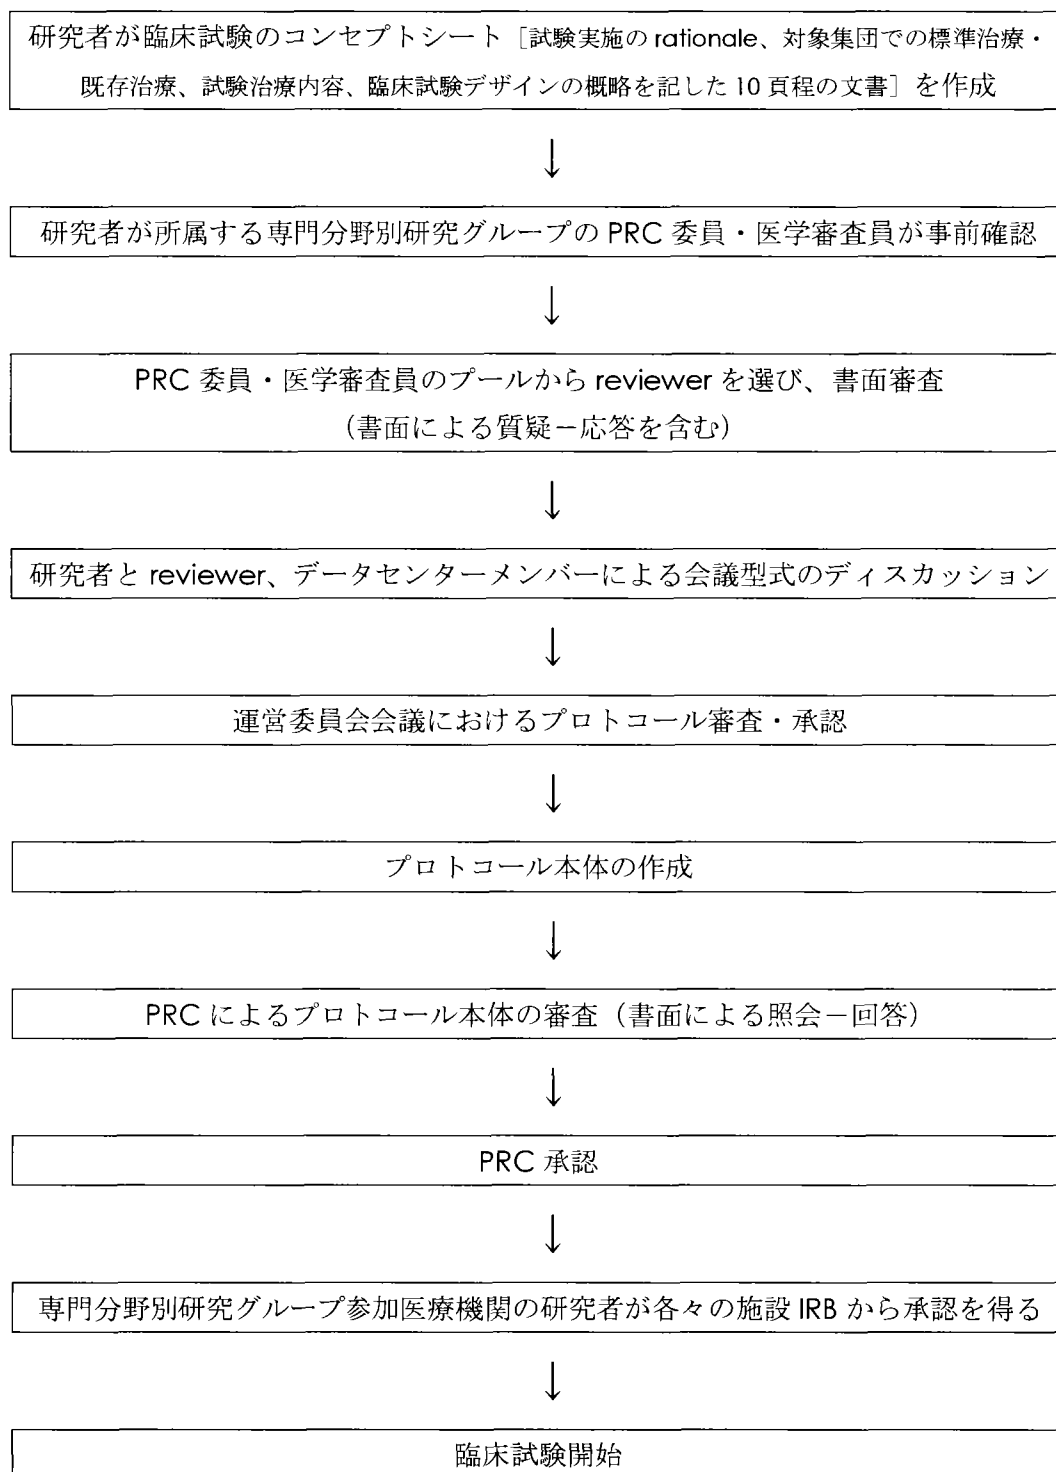 研究者が臨床試験のコンセプトシート［試験実施の rationale、対象集団での標準治療・
既存治療、試験治療内容、臨床試験デザインの概略を記した 10 頁程の文書］を作成
↓
研究者が所属する専門分野別研究グループの PRC 委員・医学審査員が事前確認
↓
PRC 委員・医学審査員のプールから reviewer を選び、書面審査
（書面による質疑－応答を含む）
↓
研究者と reviewer、データセンターメンバーによる会議型式のディスカッション
↓
運営委員会会議におけるプロトコール審査・承認
↓
プロトコール本体の作成
↓
PRC によるプロトコール本体の審査（書面による照会－回答）
↓
PRC 承認
↓
専門分野別研究グループ参加医療機関の研究者が各々の施設 IRB から承認を得る
↓
臨床試験開始